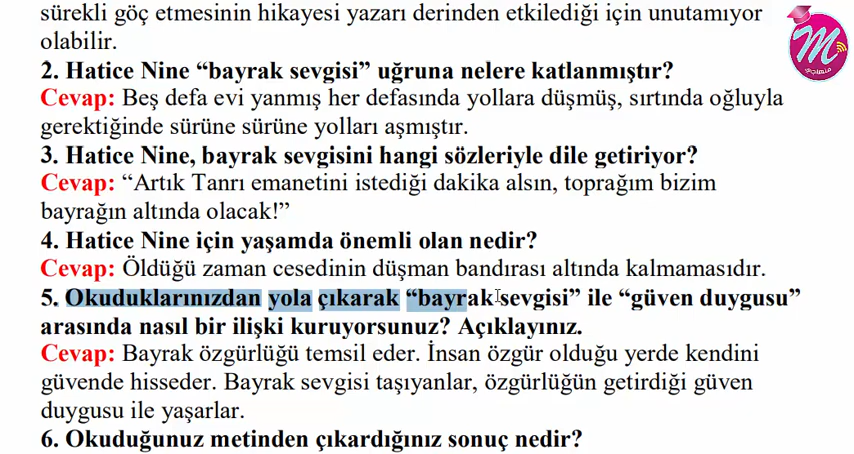 sürekli göç etmesinin hikayesi yazarı derinden etkilediği için unutamıyor
olabilir.
2. Hatice Nine “bayrak sevgisi” uğruna nelere katlanmıştır?
Cevap: Beş defa evi yanmış her defasında yollara düşmüş, sırtında oğluyla
gerektiğinde sürüne sürüne yolları aşmıştır.
3. Hatice Nine, bayrak sevgisini hangi sözleriyle dile getiriyor?
Cevap: “Artık Tanrı emanetini istediği dakika alsın, toprağım bizim
bayrağın altında olacak!”
4. Hatice Nine için yaşamda önemli olan nedir?
Cevap: Öldüğü zaman cesedinin düşman bandırası altında kalmamasıdır.
5. Okuduklarınızdan yola çıkarak “bayrak sevgisi” ile “güven duygusu”
arasında nasıl bir ilişki kuruyorsunuz? Açıklayınız.
Cevap: Bayrak özgürlüğü temsil eder. İnsan özgür olduğu yerde kendini
güvende hisseder. Bayrak sevgisi taşıyanlar, özgürlüğün getirdiği güven
duygusu ile yaşarlar.
6. Okuduğunuz metinden çıkardığınız sonuç nedir?